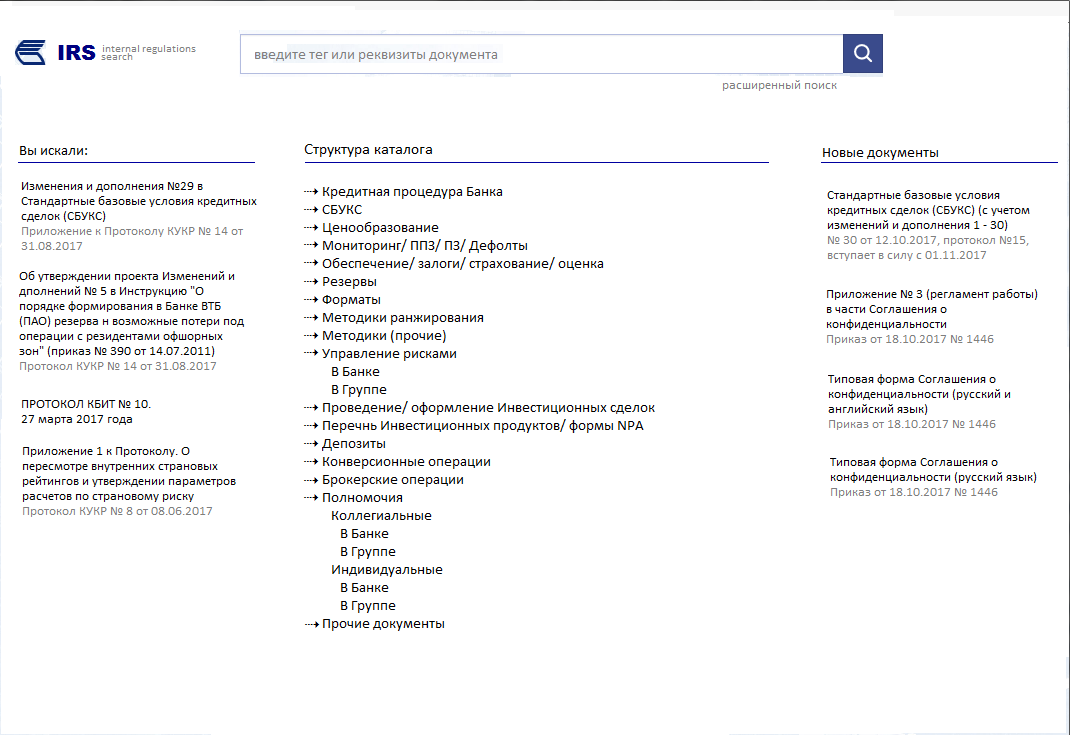 IRS internal regulations
search
введите тег или реквизиты документа
расширенный поиск
Вы искали:
Изменения и дополнения №29 в
Стандартные базовые условия кредитных
сделок (СБУКС)
Приложение к Протоколу КУКР № 14 от
31.08.2017
Об утверждении проекта Изменений и
дполнений № 5 в Инструкцию "О
порядке формирования в Банке ВТБ
(ПАО) резерва н возможные потери под
операции с резидентами офшорных
зон" (приказ № 390 от 14.07.2011)
Протокол КУКР № 14 от 31.08.2017
ПРОТОКОЛ КБИТ № 10.
27 марта 2017 года
Приложение 1 к Протоколу. О
пересмотре внутренних страновых
рейтингов и утверждении параметров
расчетов по страновому риску
Протокол КУКР № 8 от 08.06.2017
Структура каталога
⇢ Кредитная процедура Банка
⇢ СБУКС
⇢ Ценообразование
⇢ Мониторинг/ ППЗ/ ПЗ/ Дефолты
⇢ Обеспечение/ залоги/ страхование/ оценка
⇢ Резервы
⇢ Форматы
⇢ Методики ранжирования
⇢ Методики (прочие)
⇢ Управление рисками
В Банке
В Группе
⇢ Проведение/ оформление Инвестиционных сделок
⇢ Перечнь Инвестиционных продуктов/ формы NPA
⇢ Депозиты
⇢ Конверсионные операции
⇢ Брокерские операции
⇢ Полномочия
Коллегиальные
В Банке
В Группе
Индивидуальные
В Банке
В Группе
⇢ Прочие документы
Новые документы
Стандартные базовые условия
кредитных сделок (СБУКС) (с учетом
изменений и дополнения 1 - 30)
№ 30 от 12.10.2017, протокол №15,
вступает в силу с 01.11.2017
Приложение № 3 (регламент работы)
в части Соглашения о
конфиденциальности
Приказ от 18.10.2017 № 1446
Типовая форма Соглашения о
конфиденциальности (русский и
английский язык)
Приказ от 18.10.2017 № 1446
Типовая форма Соглашения о
конфиденциальности (русский язык)
Приказ от 18.10.2017 № 1446